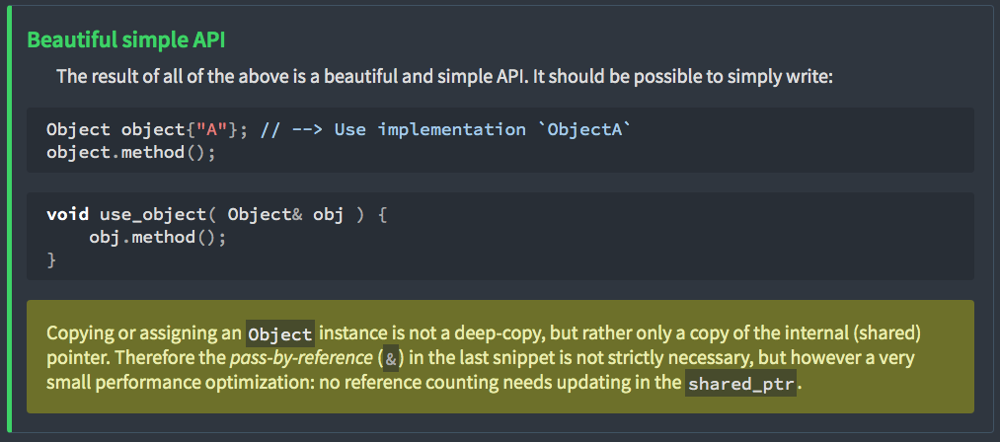 Beautiful simple API
The result of all of the above is a beautiful and simple API. It should be possible to simply write:
Object object{"A"}; // --> Use implementation `ObjectA`
object.method();
void use_object( Object& obj ) {
    obj.method();
}
Copying or assigning an Object instance is not a deep-copy, but rather only a copy of the internal (shared)
pointer. Therefore the pass-by-reference (&) in the last snippet is not strictly necessary, but however a very
small performance optimization: no reference counting needs updating in the shared_ptr.